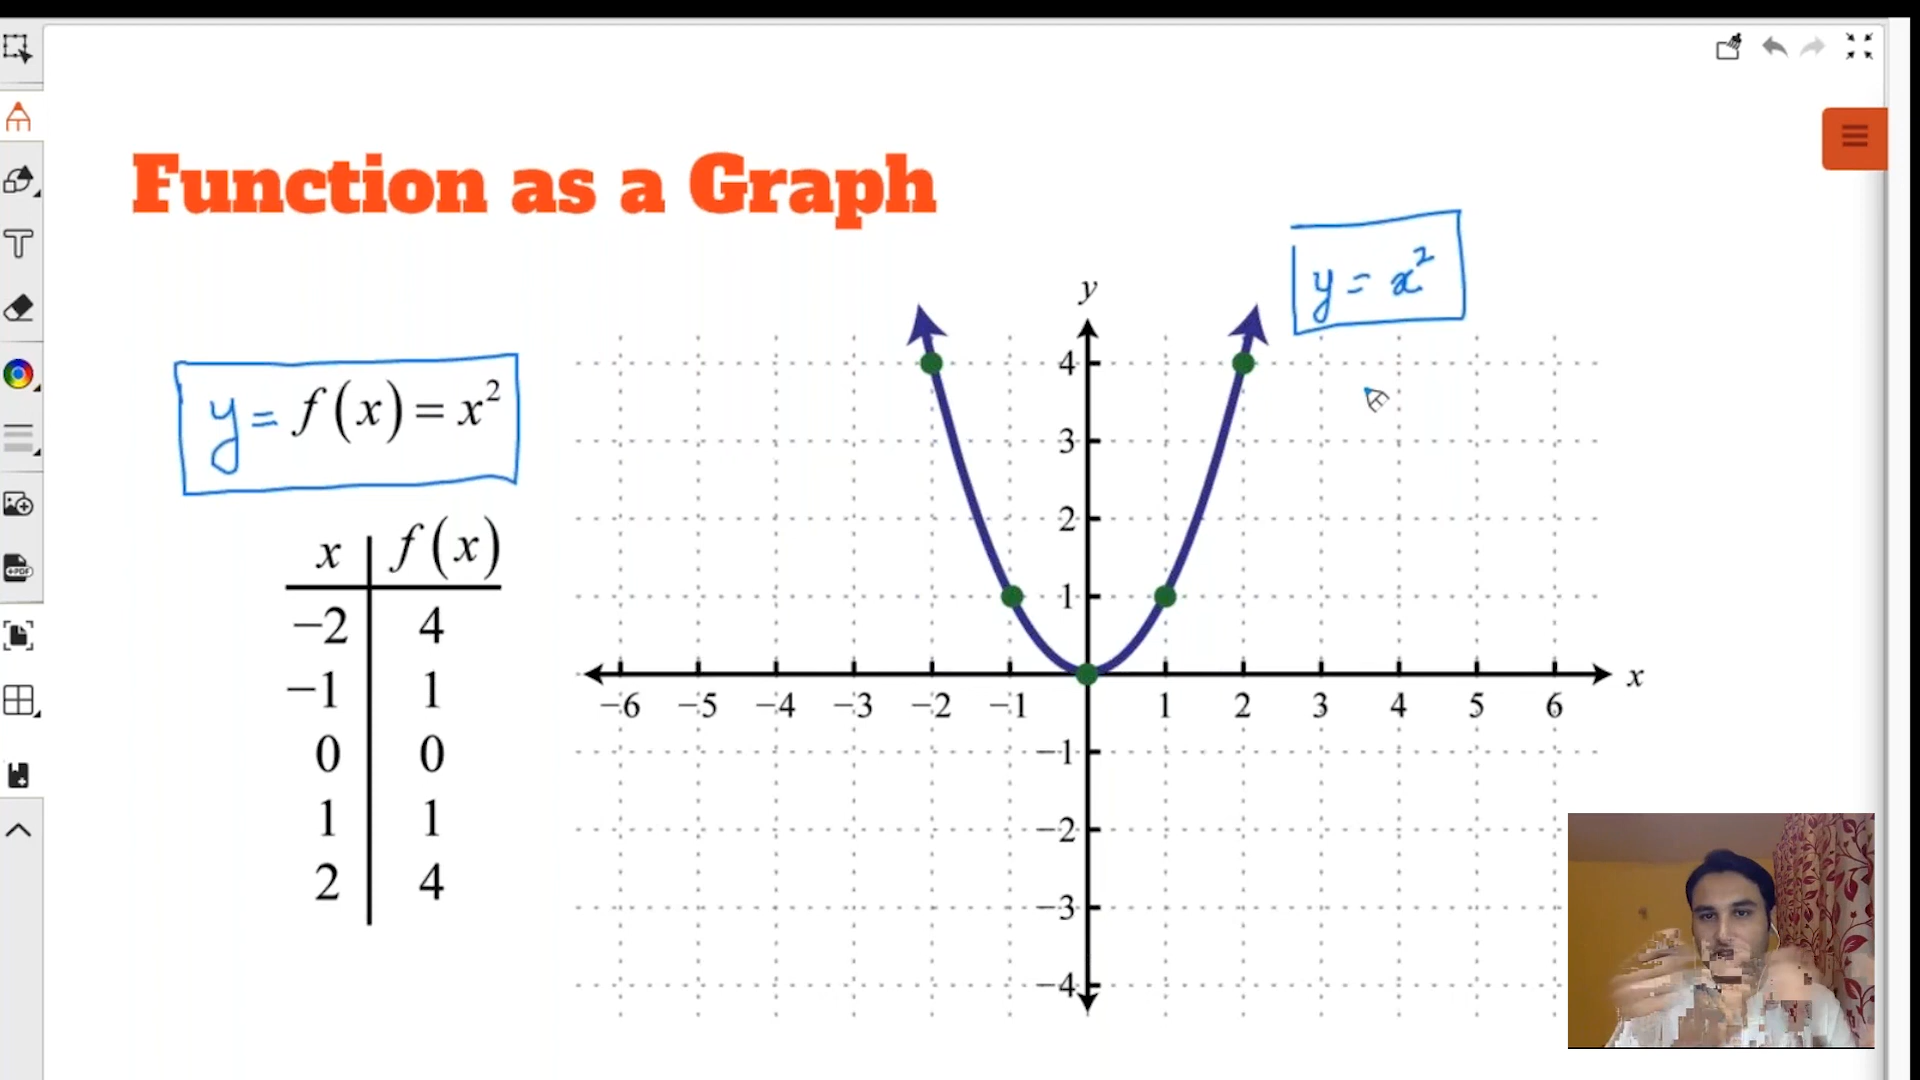 Function as a Graph
y = x²
y = f(x) = x²
x f(x)
−2 4
−1 1
0 0
1 1
2 4
y
4
3
2
1
x
−6 −5 −4 −3 −2 −1 1 2 3 4 5 6
−1
−2
−3
−4
T
+PDF